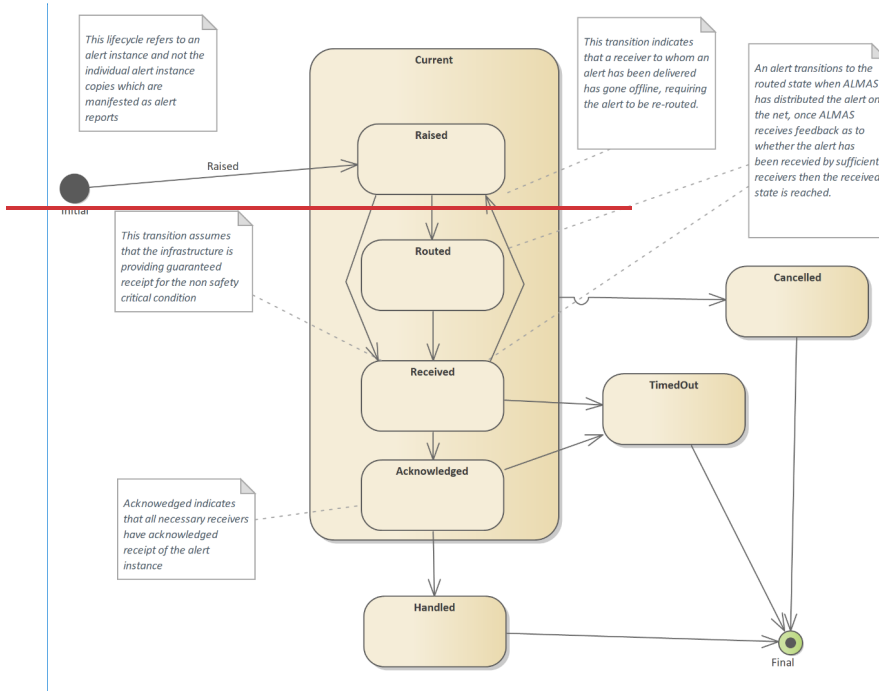 This lifecycle refers to an
alert instance and not the
individual alert instance
copies which are
manifested as alert
reports
Current
This transition indicates
that a receiver to whom an
alert has been delivered
has gone offline, requiring
the alert to be re-routed.
An alert transitions to the
routed state when ALMAS
has distributed the alert on
the net, once ALMAS
receives feedback as to
whether the alert has
been recevied by sufficient
receivers then the received
state is reached.
Raised
Raised
Initial
This transition assumes
that the infrastructure is
providing guaranteed
receipt for the non safety
critical condition
Routed
Cancelled
Received
TimedOut
Acknowledged
Acknowedged indicates
that all necessary receivers
have acknowledged
receipt of the alert
instance
Handled
Final